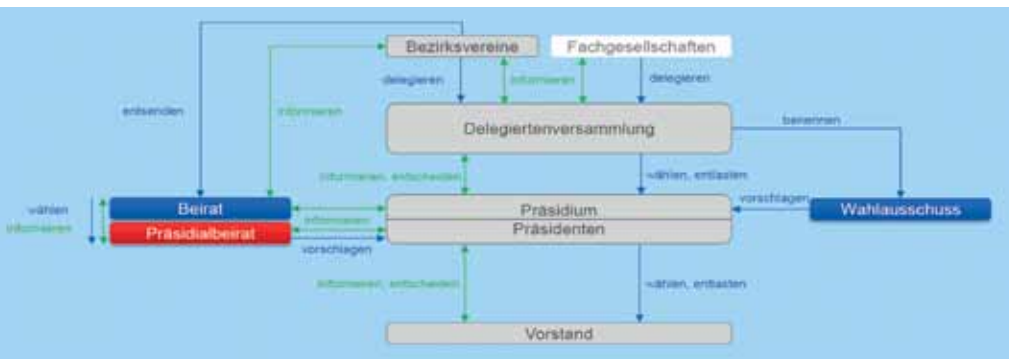 Bezirksvereine
Fachgesellschaften
delegieren
informieren
delegieren
entsenden
informieren
Delegiertenversammlung
benennen
informieren, entscheiden
wählen, entlasten
wählen
informieren
Beirat
Präsidialbeirat
informieren
vorschlagen
Präsidium
Präsidenten
vorschlagen
Wahlausschuss
informieren, entscheiden
wählen, entlasten
Vorstand